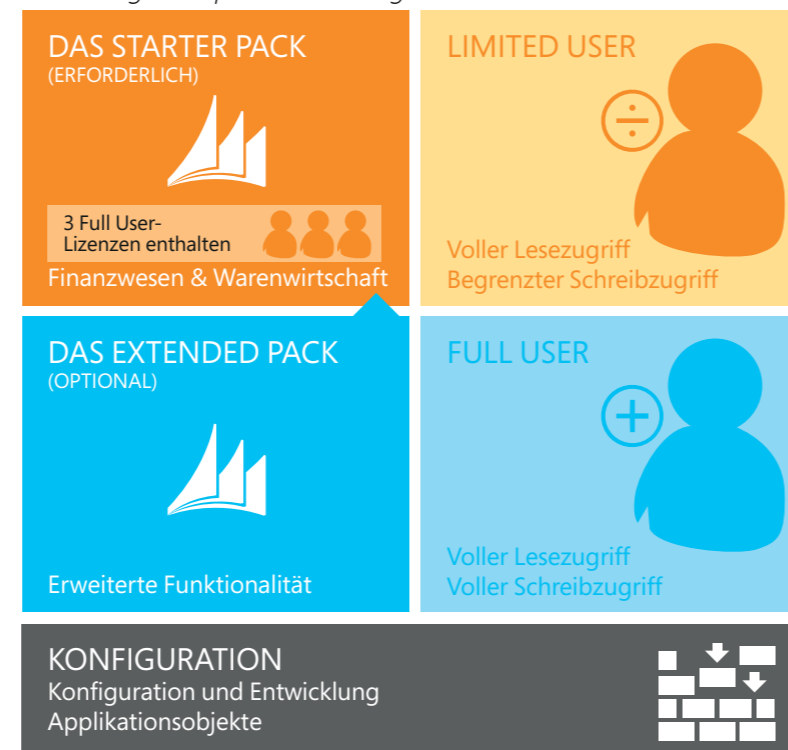 DAS STARTER PACK
(ERFORDERLICH)
3 Full User-
Lizenzen enthalten
Finanzwesen & Warenwirtschaft
LIMITED USER
Voller Lesezugriff
Begrenzter Schreibzugriff
DAS EXTENDED PACK
(OPTIONAL)
Erweiterte Funktionalität
FULL USER
Voller Lesezugriff
Voller Schreibzugriff
KONFIGURATION
Konfiguration und Entwicklung
Applikationsobjekte